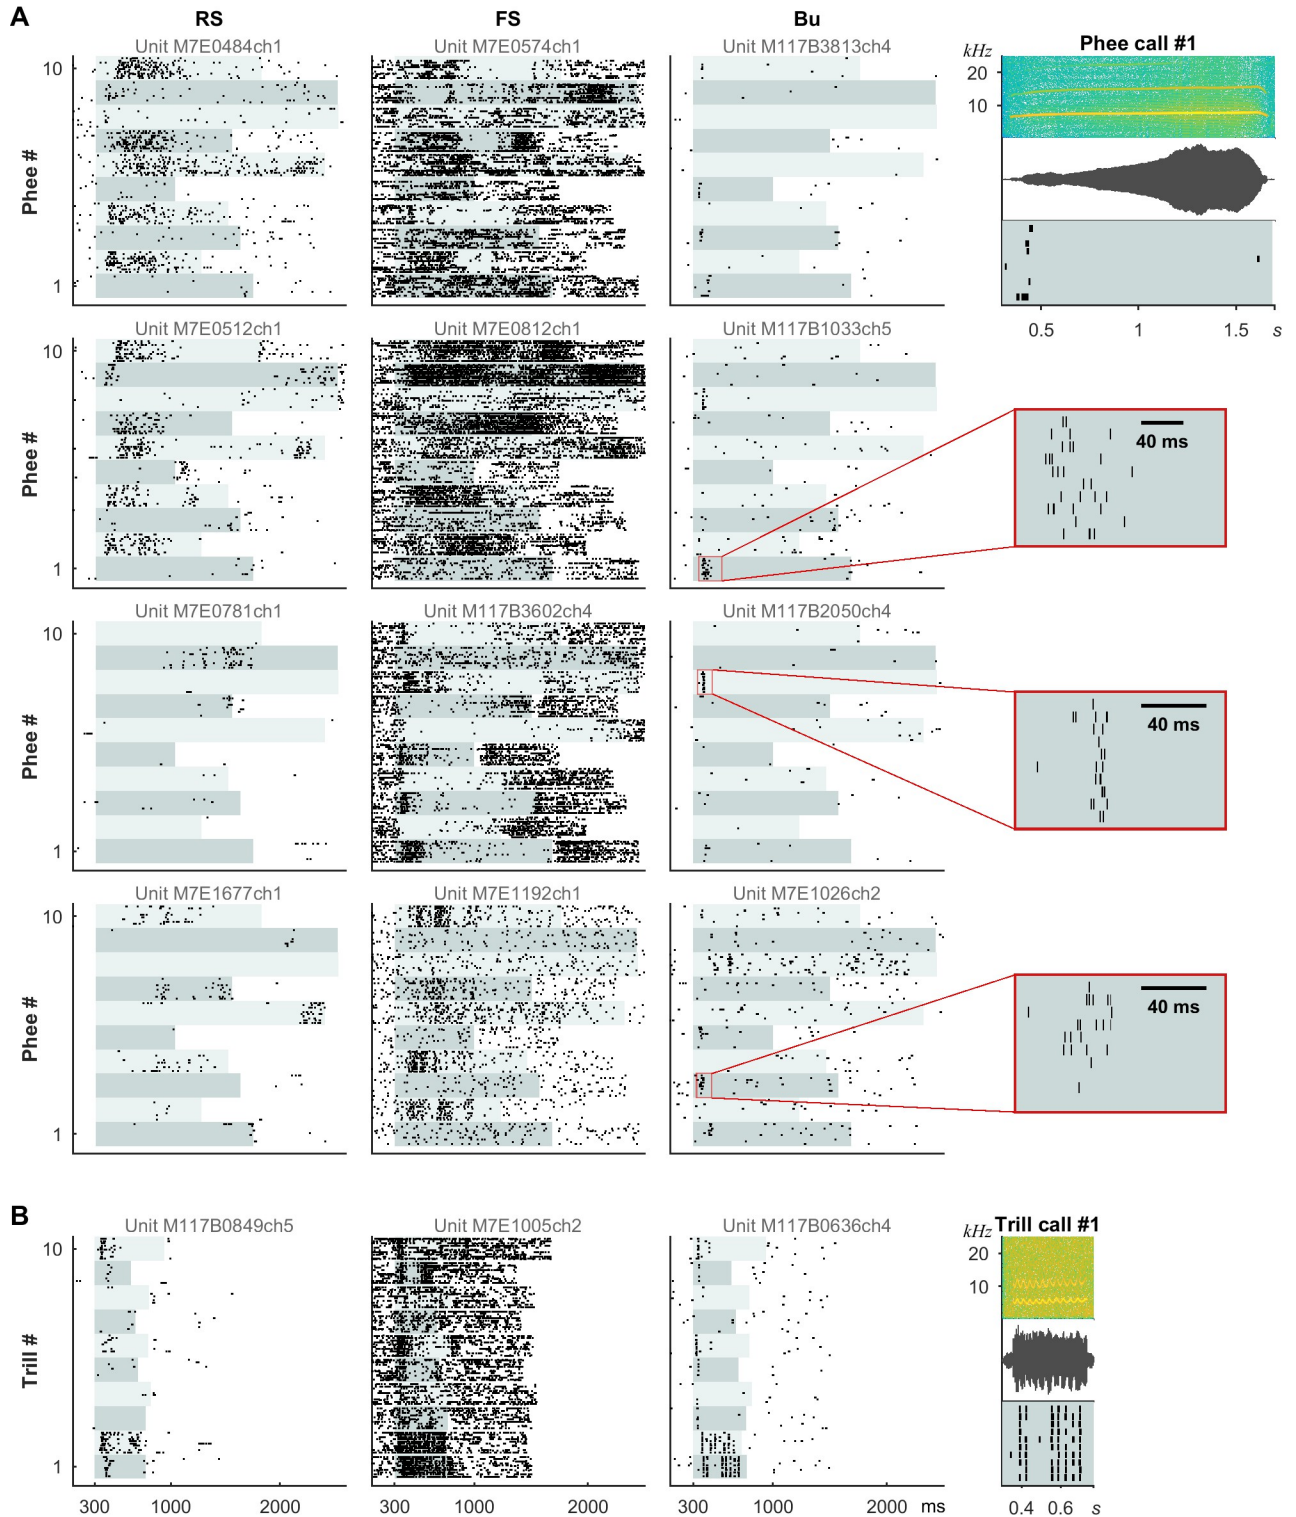 A
RS FS Bu
Unit M7E0484ch1 Unit M7E0574ch1 Unit M117B3813ch4
kHz Phee call #1
10
Phee #
1
20
10
0.5 1 1.5 s
Unit M7E0512ch1 Unit M7E0812ch1 Unit M117B1033ch5
10
Phee #
1
40 ms
Unit M7E0781ch1 Unit M117B3602ch4 Unit M117B2050ch4
10
Phee #
1
40 ms
Unit M7E1677ch1 Unit M7E1192ch1 Unit M7E1026ch2
10
Phee #
1
40 ms
B
Unit M117B0849ch5 Unit M7E1005ch2 Unit M117B0636ch4
kHz Trill call #1
10
Trill #
1
20
10
300 1000 2000 300 1000 2000 300 1000 2000 ms
0.4 0.6 s